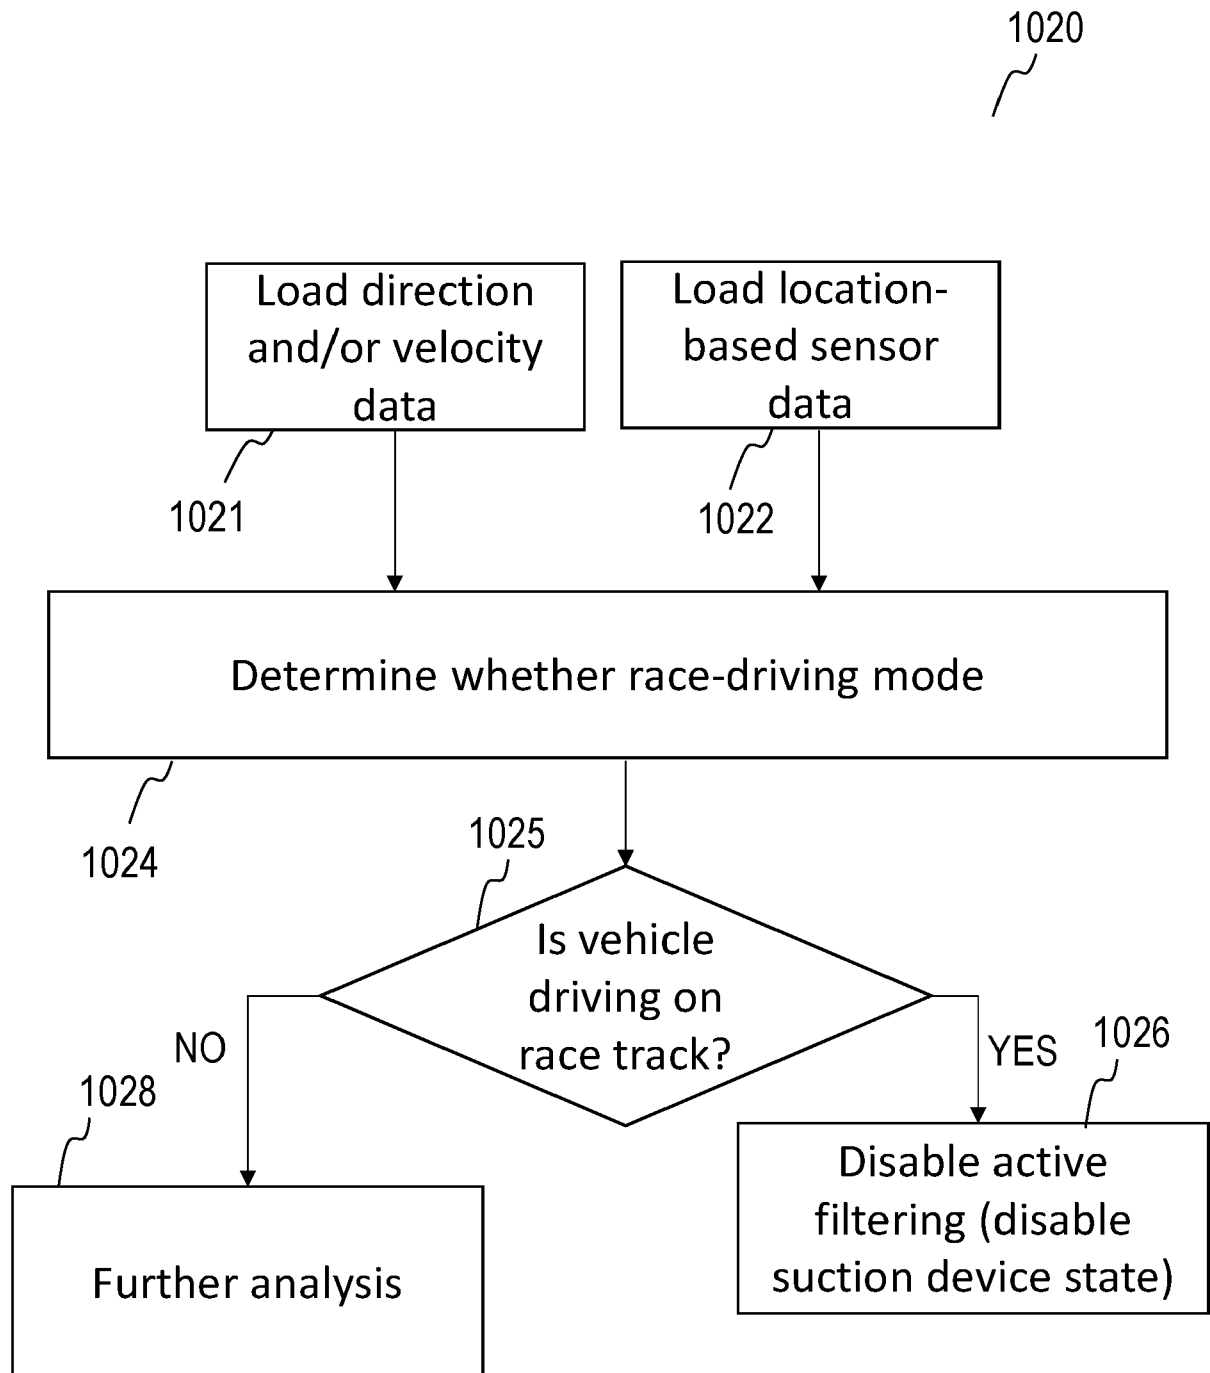 1020
Load direction
and/or velocity
data
Load location-
based sensor
data
1021
1022
Determine whether race-driving mode
1024
1025
Is vehicle
driving on
race track?
NO
YES
1026
1028
Disable active
filtering (disable
suction device state)
Further analysis